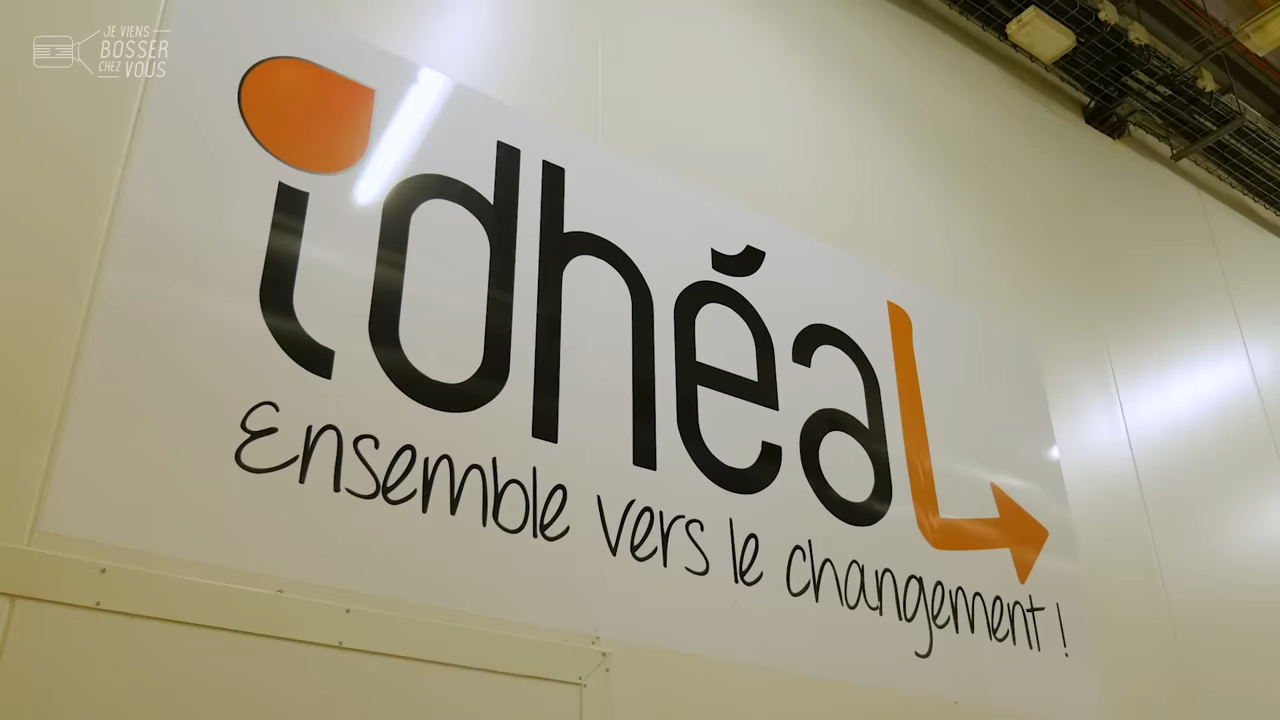 JE VIENS
BOSSER
CHEZ VOUS
idhéaL
Ensemble vers le changement !